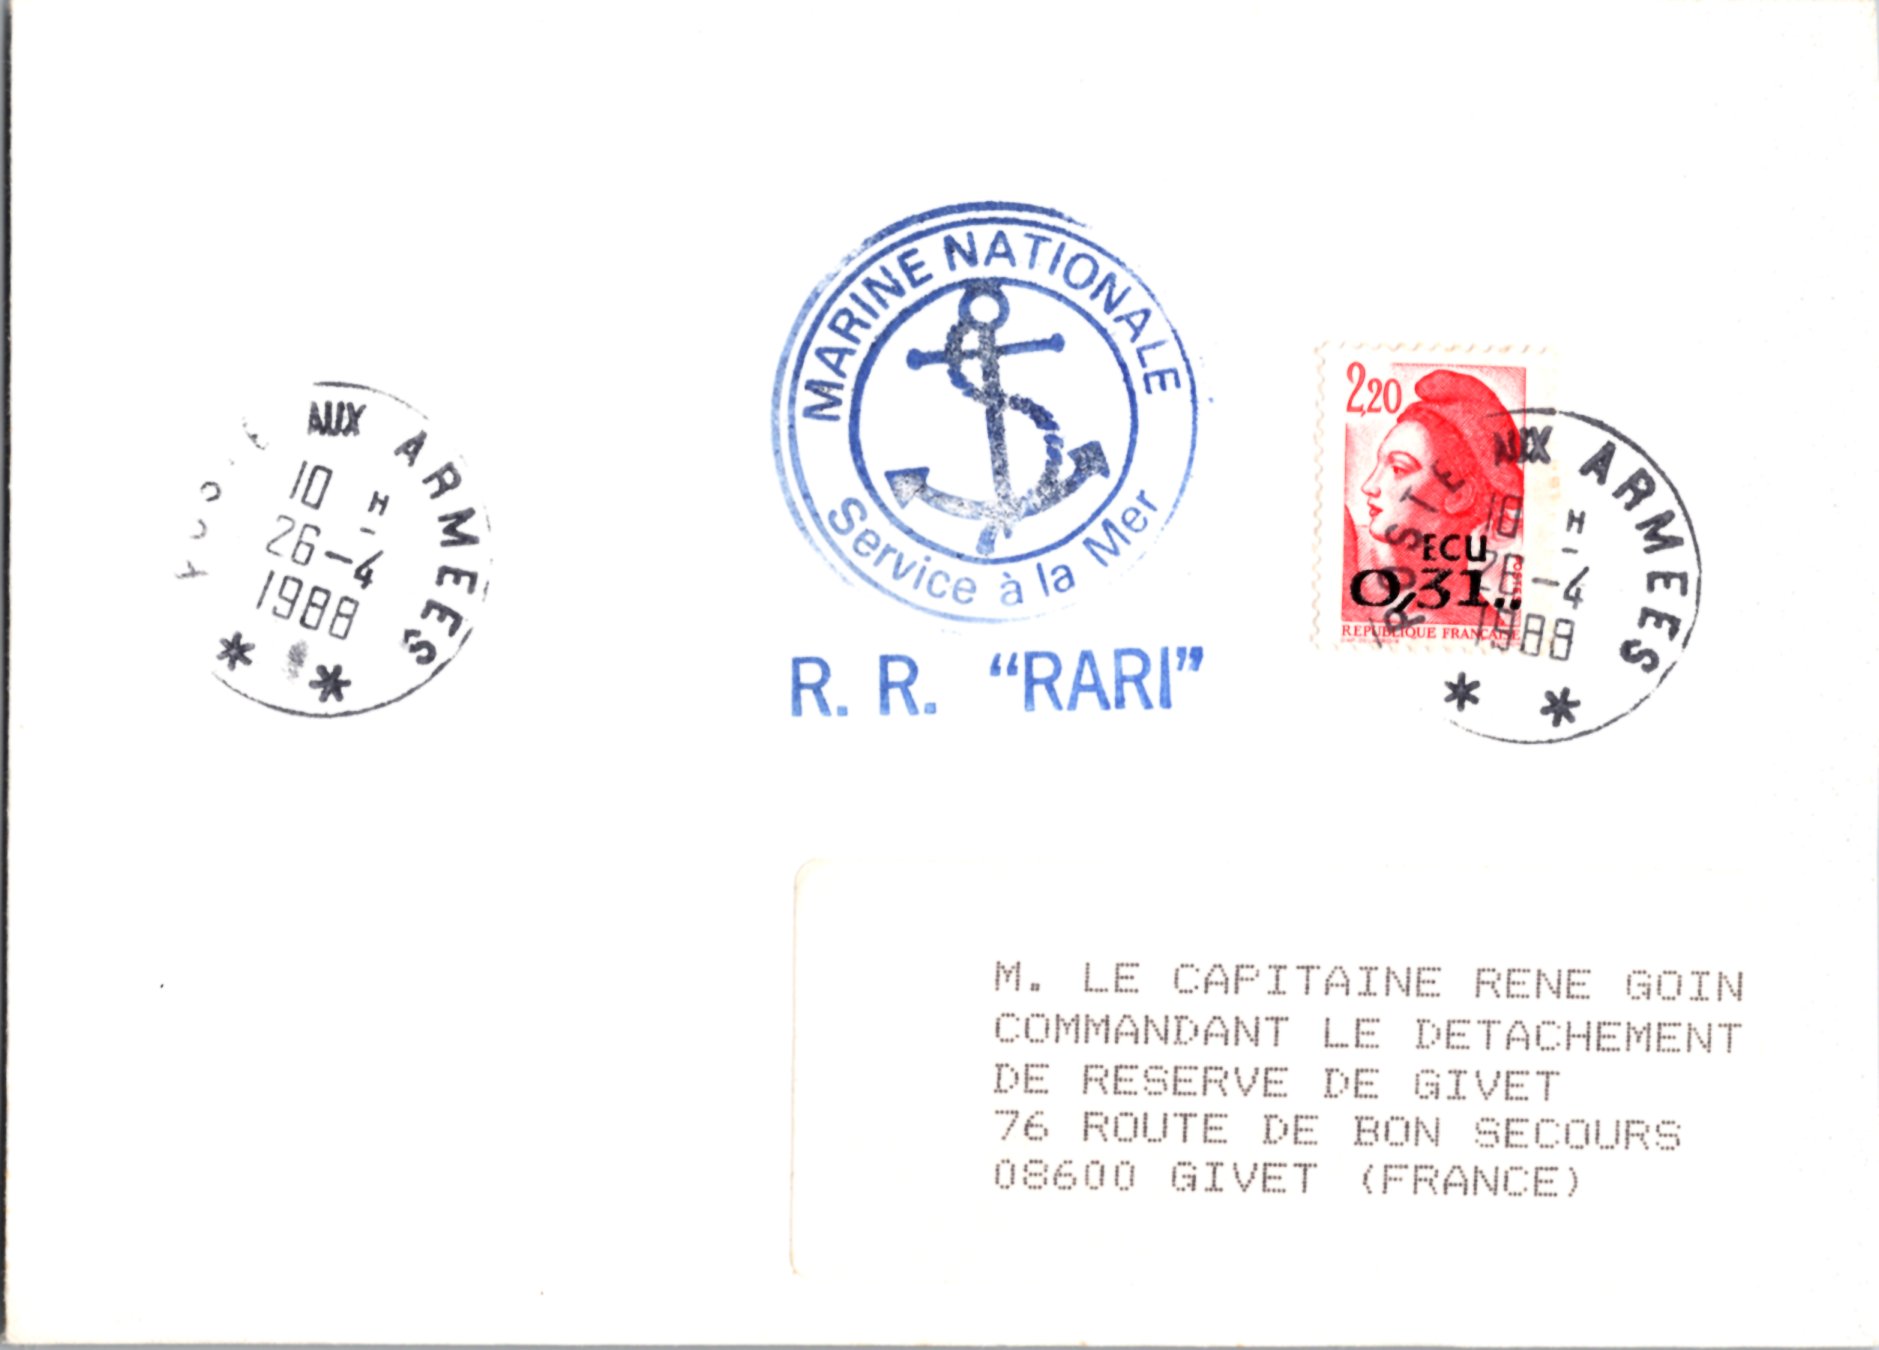 AUX ARMEES
10 H
26-4
1988
* *
MARINE NATIONALE
Service à la Mer
R. R. "RARI"
2,20
ECU
0,31..
REPUBLIQUE FRANÇAISE
POSTE AUX ARMEES
10 H
26-4
1988
* *
M. LE CAPITAINE RENE GOIN
COMMANDANT LE DETACHEMENT
DE RESERVE DE GIVET
76 ROUTE DE BON SECOURS
08600 GIVET (FRANCE)